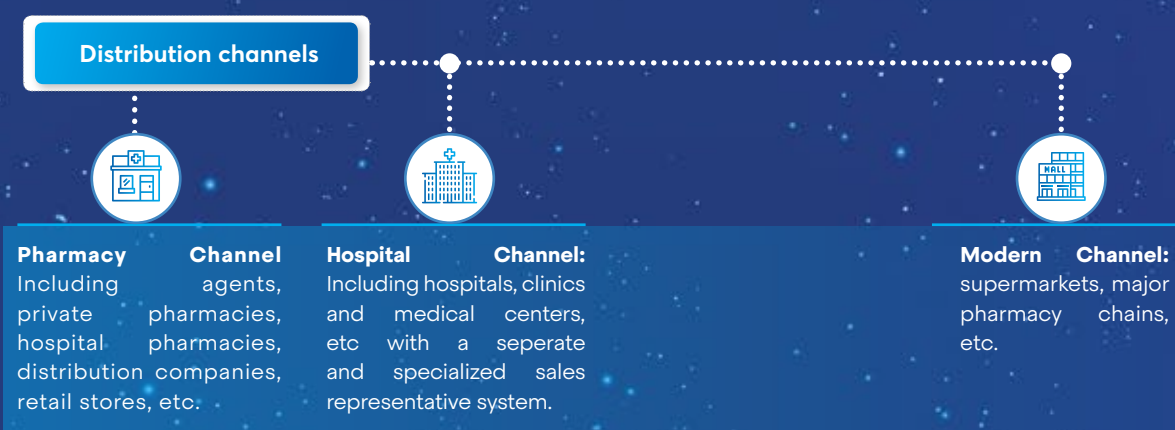 Distribution channels
MALL
Pharmacy Channel
Including agents,
private pharmacies,
hospital pharmacies,
distribution companies,
retail stores, etc.
Hospital Channel:
Including hospitals, clinics
and medical centers,
etc with a seperate
and specialized sales
representative system.
Modern Channel:
supermarkets, major
pharmacy chains,
etc.